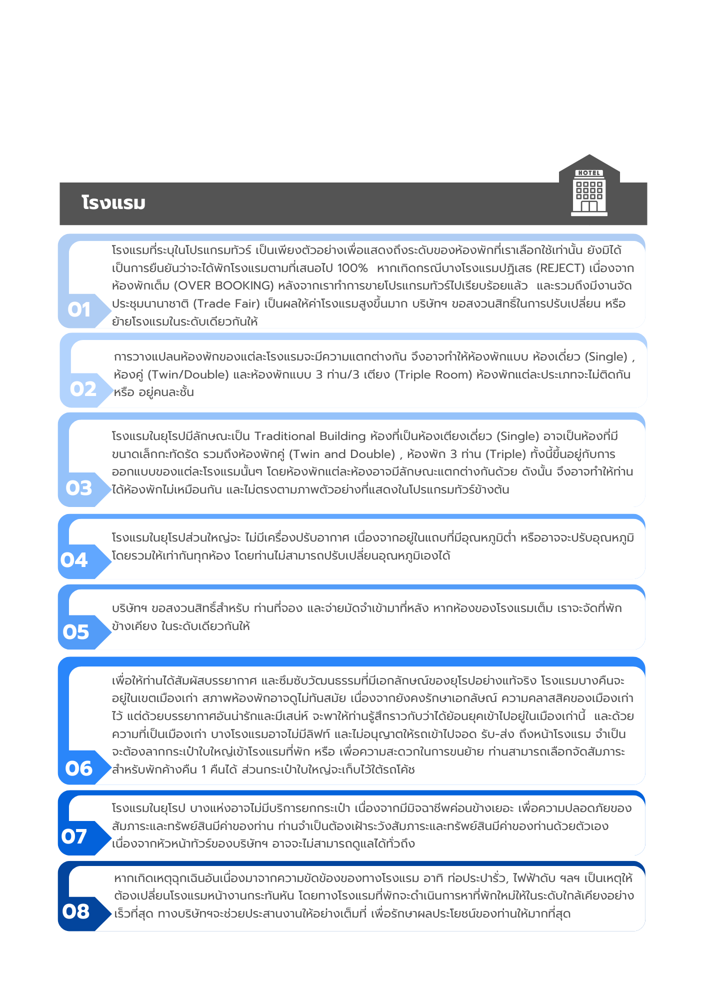 HOTEL
โรงแรม
โรงแรมที่ระบุในโปรแกรมทัวร์ เป็นเพียงตัวอย่างเพื่อแสดงถึงระดับของห้องพักที่เราเลือกใช้เท่านั้น ยังมิได้
เป็นการยืนยันว่าจะได้พักโรงแรมตามที่เสนอไป 100% หากเกิดกรณีบางโรงแรมปฏิเสธ (REJECT) เนื่องจาก
ห้องพักเต็ม (OVER BOOKING) หลังจากเราทำการขายโปรแกรมทัวร์ไปเรียบร้อยแล้ว และรวมถึงมีงานจัด
ประชุมนานาชาติ (Trade Fair) เป็นผลให้ค่าโรงแรมสูงขึ้นมาก บริษัทฯ ขอสงวนสิทธิ์ในการปรับเปลี่ยน หรือ
ย้ายโรงแรมในระดับเดียวกันให้
01
การวางแปลนห้องพักของแต่ละโรงแรมจะมีความแตกต่างกัน จึงอาจทำให้ห้องพักแบบ ห้องเดี่ยว (Single) ,
ห้องคู่ (Twin/Double) และห้องพักแบบ 3 ท่าน/3 เตียง (Triple Room) ห้องพักแต่ละประเภทจะไม่ติดกัน
หรือ อยู่คนละชั้น
02
โรงแรมในยุโรปมีลักษณะเป็น Traditional Building ห้องที่เป็นห้องเตียงเดี่ยว (Single) อาจเป็นห้องที่มี
ขนาดเล็กกะทัดรัด รวมถึงห้องพักคู่ (Twin and Double) , ห้องพัก 3 ท่าน (Triple) ทั้งนี้ขึ้นอยู่กับการ
ออกแบบของแต่ละโรงแรมนั้นๆ โดยห้องพักแต่ละห้องอาจมีลักษณะแตกต่างกันด้วย ดังนั้น จึงอาจทำให้ท่าน
ได้ห้องพักไม่เหมือนกัน และไม่ตรงตามภาพตัวอย่างที่แสดงในโปรแกรมทัวร์ข้างต้น
03
โรงแรมในยุโรปส่วนใหญ่จะ ไม่มีเครื่องปรับอากาศ เนื่องจากอยู่ในแถบที่มีอุณหภูมิต่ำ หรืออาจจะปรับอุณหภูมิ
โดยรวมให้เท่ากันทุกห้อง โดยท่านไม่สามารถปรับเปลี่ยนอุณหภูมิเองได้
04
บริษัทฯ ขอสงวนสิทธิ์สำหรับ ท่านที่จอง และจ่ายมัดจำเข้ามาที่หลัง หากห้องของโรงแรมเต็ม เราจะจัดที่พัก
ข้างเคียง ในระดับเดียวกันให้
05
เพื่อให้ท่านได้สัมผัสบรรยากาศ และซึมซับวัฒนธรรมที่มีเอกลักษณ์ของยุโรปอย่างแท้จริง โรงแรมบางคืนจะ
อยู่ในเขตเมืองเก่า สภาพห้องพักอาจดูไม่ทันสมัย เนื่องจากยังคงรักษาเอกลัษณ์ ความคลาสสิคของเมืองเก่า
ไว้ แต่ด้วยบรรยากาศอันน่ารักและมีเสน่ห์ จะพาให้ท่านรู้สึกราวกับว่าได้ย้อนยุคเข้าไปอยู่ในเมืองเก่านี้ และด้วย
ความที่เป็นเมืองเก่า บางโรงแรมอาจไม่มีลิฟท์ และไม่อนุญาตให้รถเข้าไปจอด รับ-ส่ง ถึงหน้าโรงแรม จำเป็น
จะต้องลากกระเป๋าใบใหญ่เข้าโรงแรมที่พัก หรือ เพื่อความสะดวกในการขนย้าย ท่านสามารถเลือกจัดสัมภาระ
สำหรับพักค้างคืน 1 คืนได้ ส่วนกระเป๋าใบใหญ่จะเก็บไว้ใต้รถโค้ช
06
โรงแรมในยุโรป บางแห่งอาจไม่มีบริการยกกระเป๋า เนื่องจากมีมิจฉาชีพค่อนข้างเยอะ เพื่อความปลอดภัยของ
สัมภาระและทรัพย์สินมีค่าของท่าน ท่านจำเป็นต้องเฝ้าระวังสัมภาระและทรัพย์สินมีค่าของท่านด้วยตัวเอง
เนื่องจากหัวหน้าทัวร์ของบริษัทฯ อาจจะไม่สามารถดูแลได้ทั่วถึง
07
หากเกิดเหตุฉุกเฉินอันเนื่องมาจากความขัดข้องของทางโรงแรม อาทิ ท่อประปารั่ว, ไฟฟ้าดับ ฯลฯ เป็นเหตุให้
ต้องเปลี่ยนโรงแรมหน้างานกระทันหัน โดยทางโรงแรมที่พักจะดำเนินการหาที่พักใหม่ให้ในระดับใกล้เคียงอย่าง
เร็วที่สุด ทางบริษัทฯจะช่วยประสานงานให้อย่างเต็มที่ เพื่อรักษาผลประโยชน์ของท่านให้มากที่สุด
08